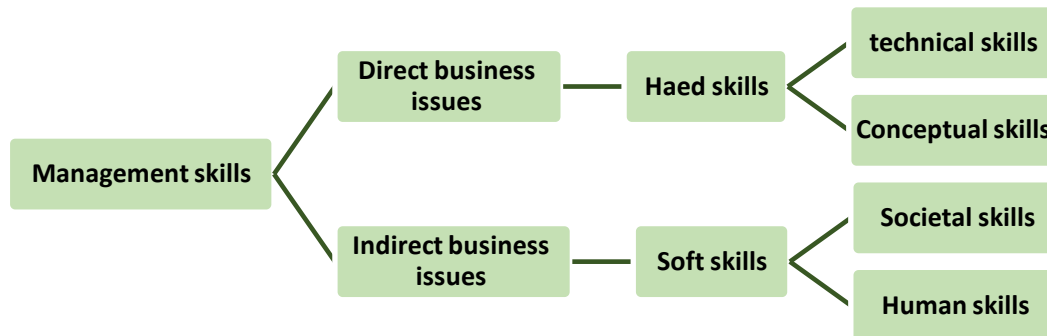 Management skills
Direct business
issues
Haed skills
technical skills
Conceptual skills
Indirect business
issues
Soft skills
Societal skills
Human skills